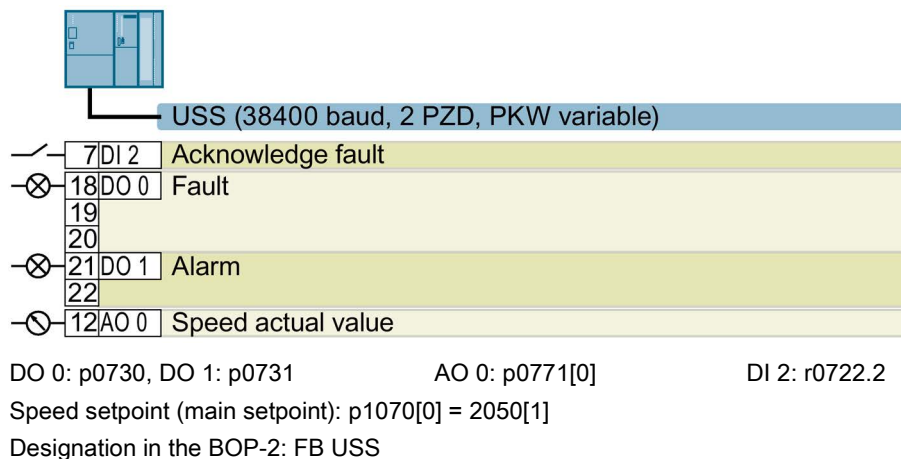 USS (38400 baud, 2 PZD, PKW variable)
7 DI 2 Acknowledge fault
18 DO 0 Fault
19
20
21 DO 1 Alarm
22
12 AO 0 Speed actual value
DO 0: p0730, DO 1: p0731 AO 0: p0771[0] DI 2: r0722.2
Speed setpoint (main setpoint): p1070[0] = 2050[1]
Designation in the BOP-2: FB USS